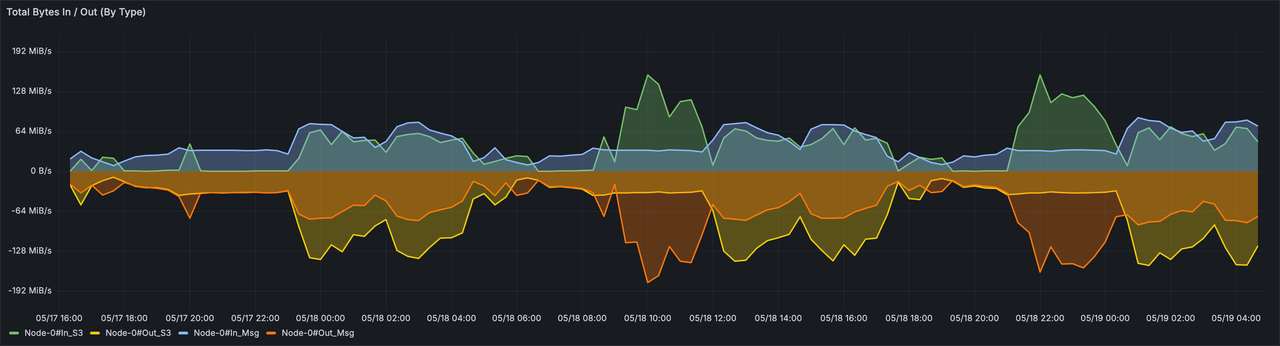 Total Bytes In / Out (By Type)
192 MiB/s
128 MiB/s
64 MiB/s
0 B/s
-64 MiB/s
-128 MiB/s
-192 MiB/s
05/17 16:00 05/17 18:00 05/17 20:00 05/17 22:00 05/18 00:00 05/18 02:00 05/18 04:00 05/18 06:00 05/18 08:00 05/18 10:00 05/18 12:00 05/18 14:00 05/18 16:00 05/18 18:00 05/18 20:00 05/18 22:00 05/19 00:00 05/19 02:00 05/19 04:00
Node-0#In_S3 Node-0#Out_S3 Node-0#In_Msg Node-0#Out_Msg